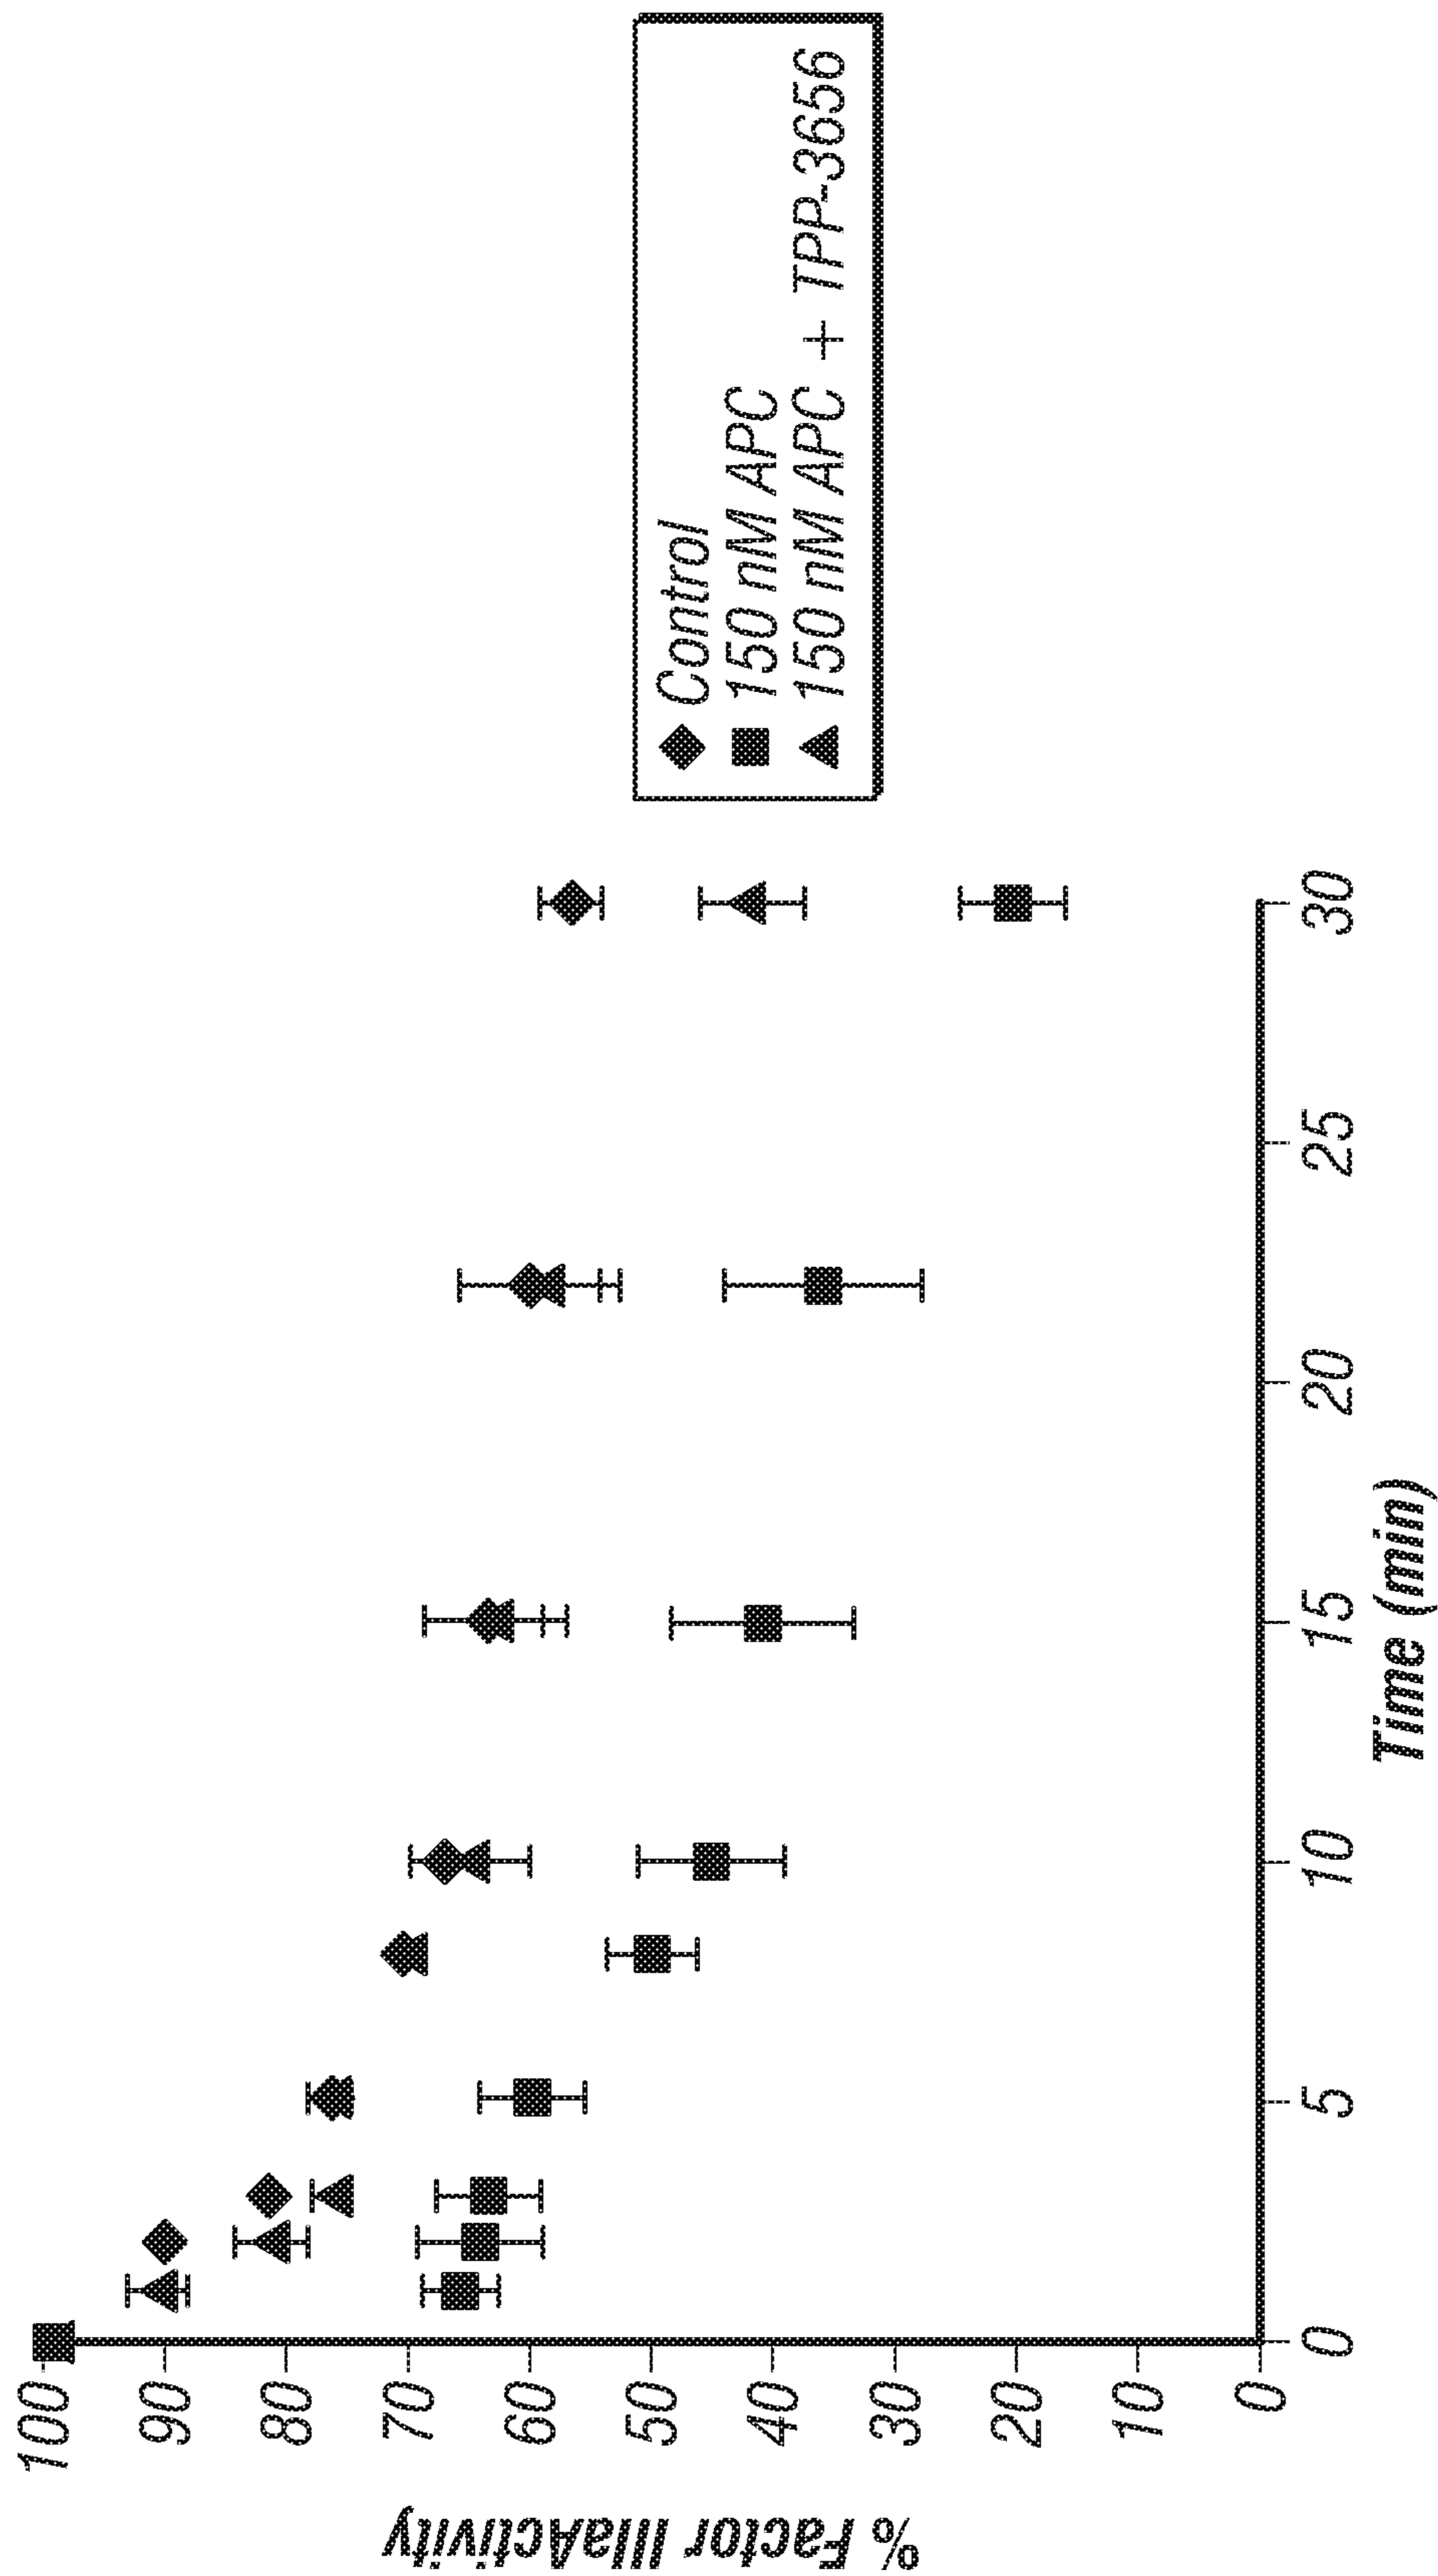 % Factor IIIaActivity
100
90
80
70
60
50
40
30
20
10
0
0 5 10 15 20 25 30
Time (min)
Control
150 nM APC
150 nM APC + TPP-3656